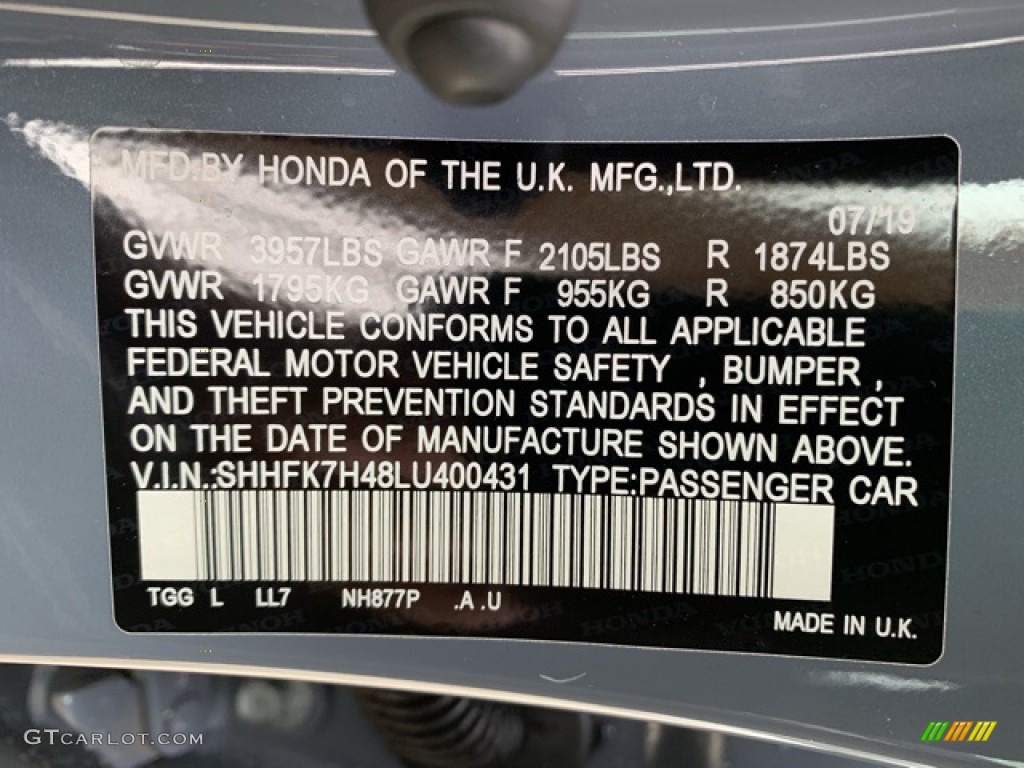 MFD.BY HONDA OF THE U.K. MFG.,LTD.
07/'19
GVWR 3957LBS GAWR F 2105LBS R 1874LBS
GVWR 1795KG GAWR F 955KG R 850KG
THIS VEHICLE CONFORMS TO ALL APPLICABLE
FEDERAL MOTOR VEHICLE SAFETY , BUMPER ,
AND THEFT PREVENTION STANDARDS IN EFFECT
ON THE DATE OF MANUFACTURE SHOWN ABOVE.
V.I.N.:SHHFK7H48LU400431 TYPE:PASSENGER CAR
TGG L LL7 NH877P .A .U
MADE IN U.K.
GTCARLOT.COM